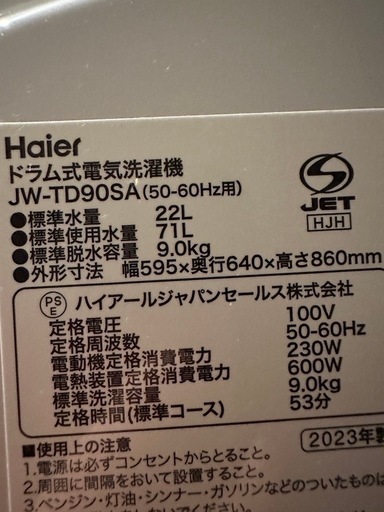 Haier
ドラム式電気洗濯機
JW-TD90SA(50-60Hz用)
●標準水量 22L
●標準使用水量 71L
●標準脱水容量 9.0kg
●外形寸法 幅595×奥行640×高さ860mm
S
JET
HJH
PS
E
ハイアールジャパンセールス株式会社
定格電圧 100V
定格周波数 50-60Hz
電動機定格消費電力 230W
電熱装置定格消費電力 600W
標準洗濯容量 9.0kg
定格時間(標準コース) 53分
2023年製
■使用上の注意
1.電源は必ずコンセントからとること。
2.周囲に間隔をおいて設置すること。
3.ベンジン・灯油・シンナー・ガソリンなどのついたものは